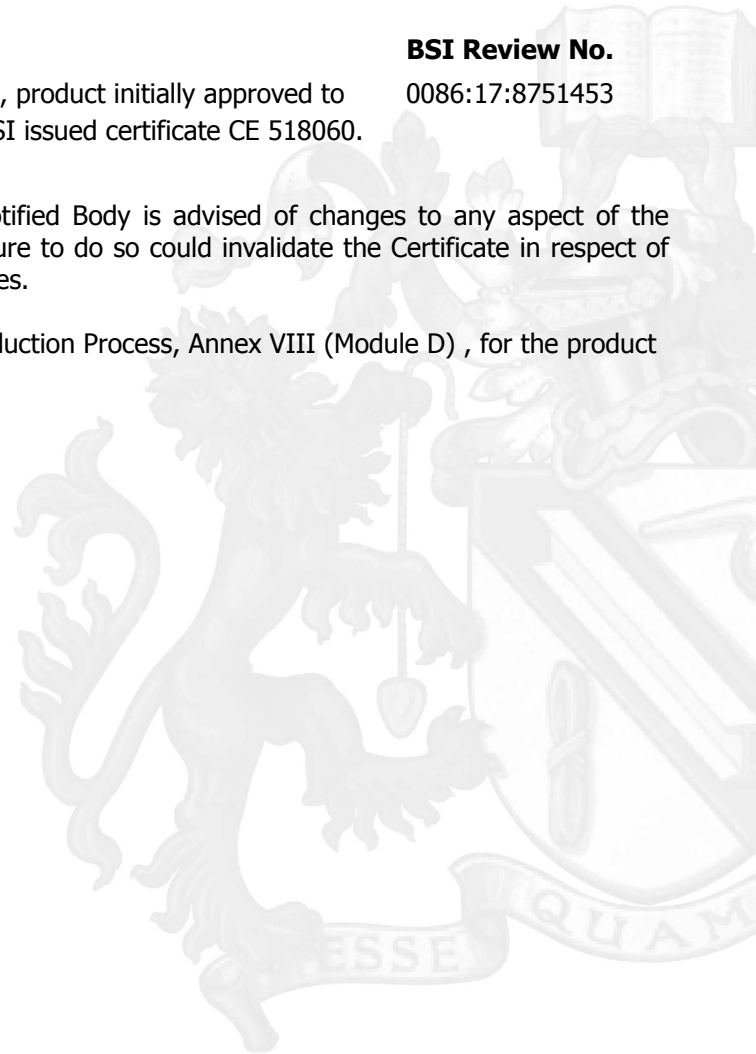 BSI Review No.
, product initially approved to 0086:17:8751453
SI issued certificate CE 518060.
otified Body is advised of changes to any aspect of the
ure to do so could invalidate the Certificate in respect of
es.
duction Process, Annex VIII (Module D) , for the product
ESSE QUAM